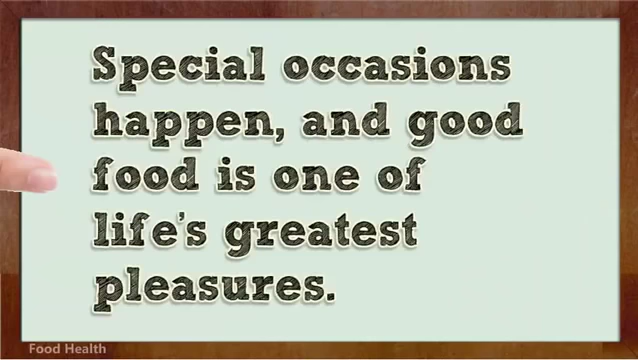 Special occasions
happen, and good
food is one of
life's greatest
pleasures.
Food Health